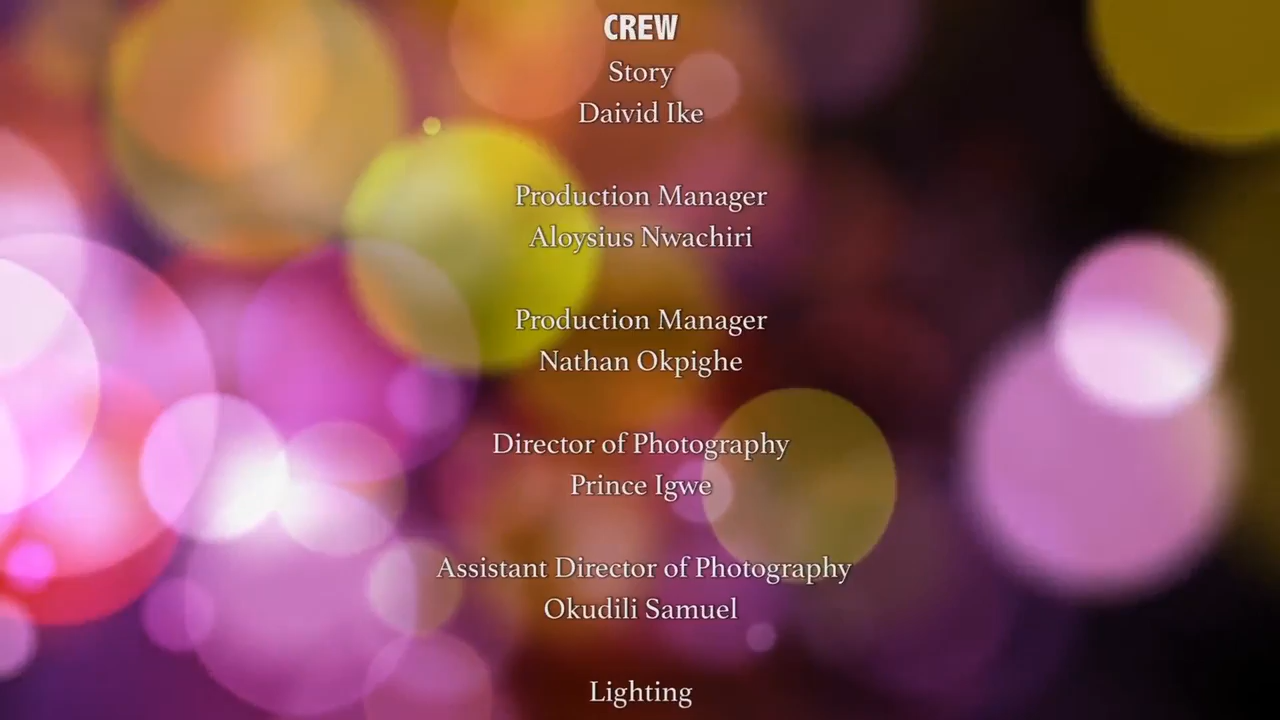 CREW
Story
Daivid Ike
Production Manager
Aloysius Nwachiri
Production Manager
Nathan Okpighe
Director of Photography
Prince Igwe
Assistant Director of Photography
Okudili Samuel
Lighting